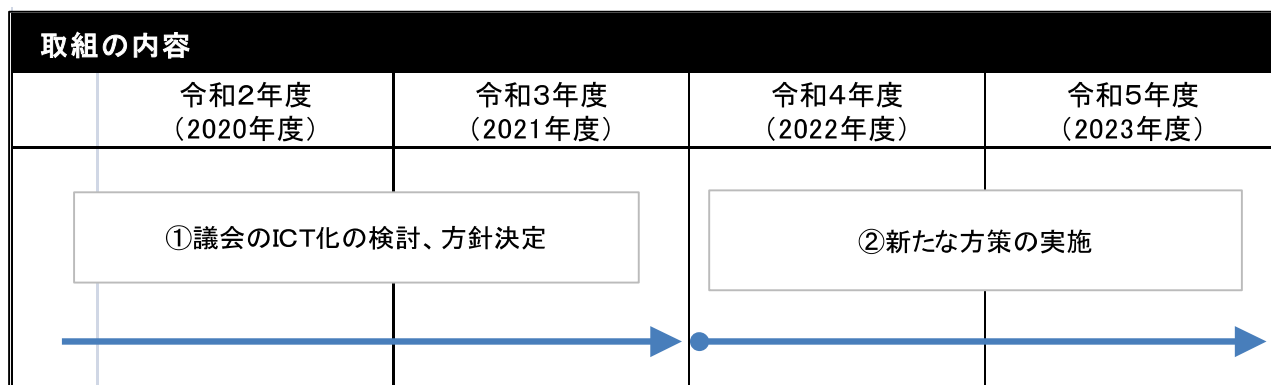 取組の内容
令和2年度
（2020年度）
令和3年度
（2021年度）
令和4年度
（2022年度）
令和5年度
（2023年度）
①議会のICT化の検討、方針決定
②新たな方策の実施